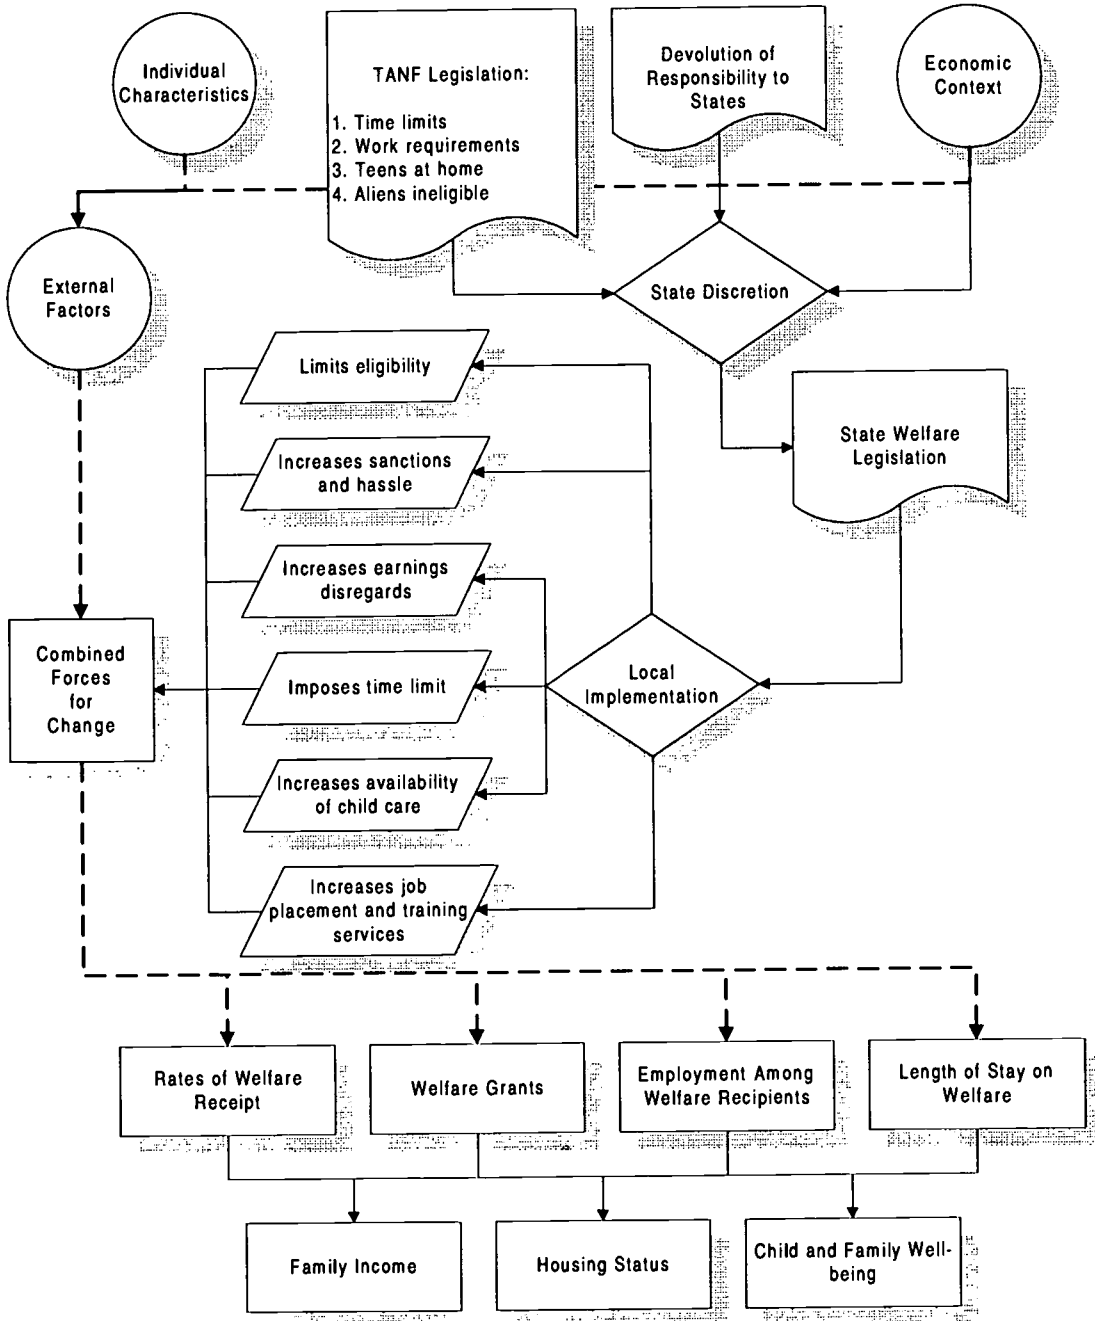 Individual
Characteristics
TANF Legislation:
1. Time limits
2. Work requirements
3. Teens at home
4. Aliens ineligible
Devolution of
Responsibility to
States
Economic
Context
External
Factors
State Discretion
Limits eligibility
State Welfare
Legislation
Increases sanctions
and hassle
Increases earnings
disregards
Combined
Forces
for
Change
Imposes time limit
Local
Implementation
Increases availability
of child care
Increases job
placement and training
services
Rates of Welfare
Receipt
Welfare Grants
Employment Among
Welfare Recipients
Length of Stay on
Welfare
Family Income
Housing Status
Child and Family Well-
being